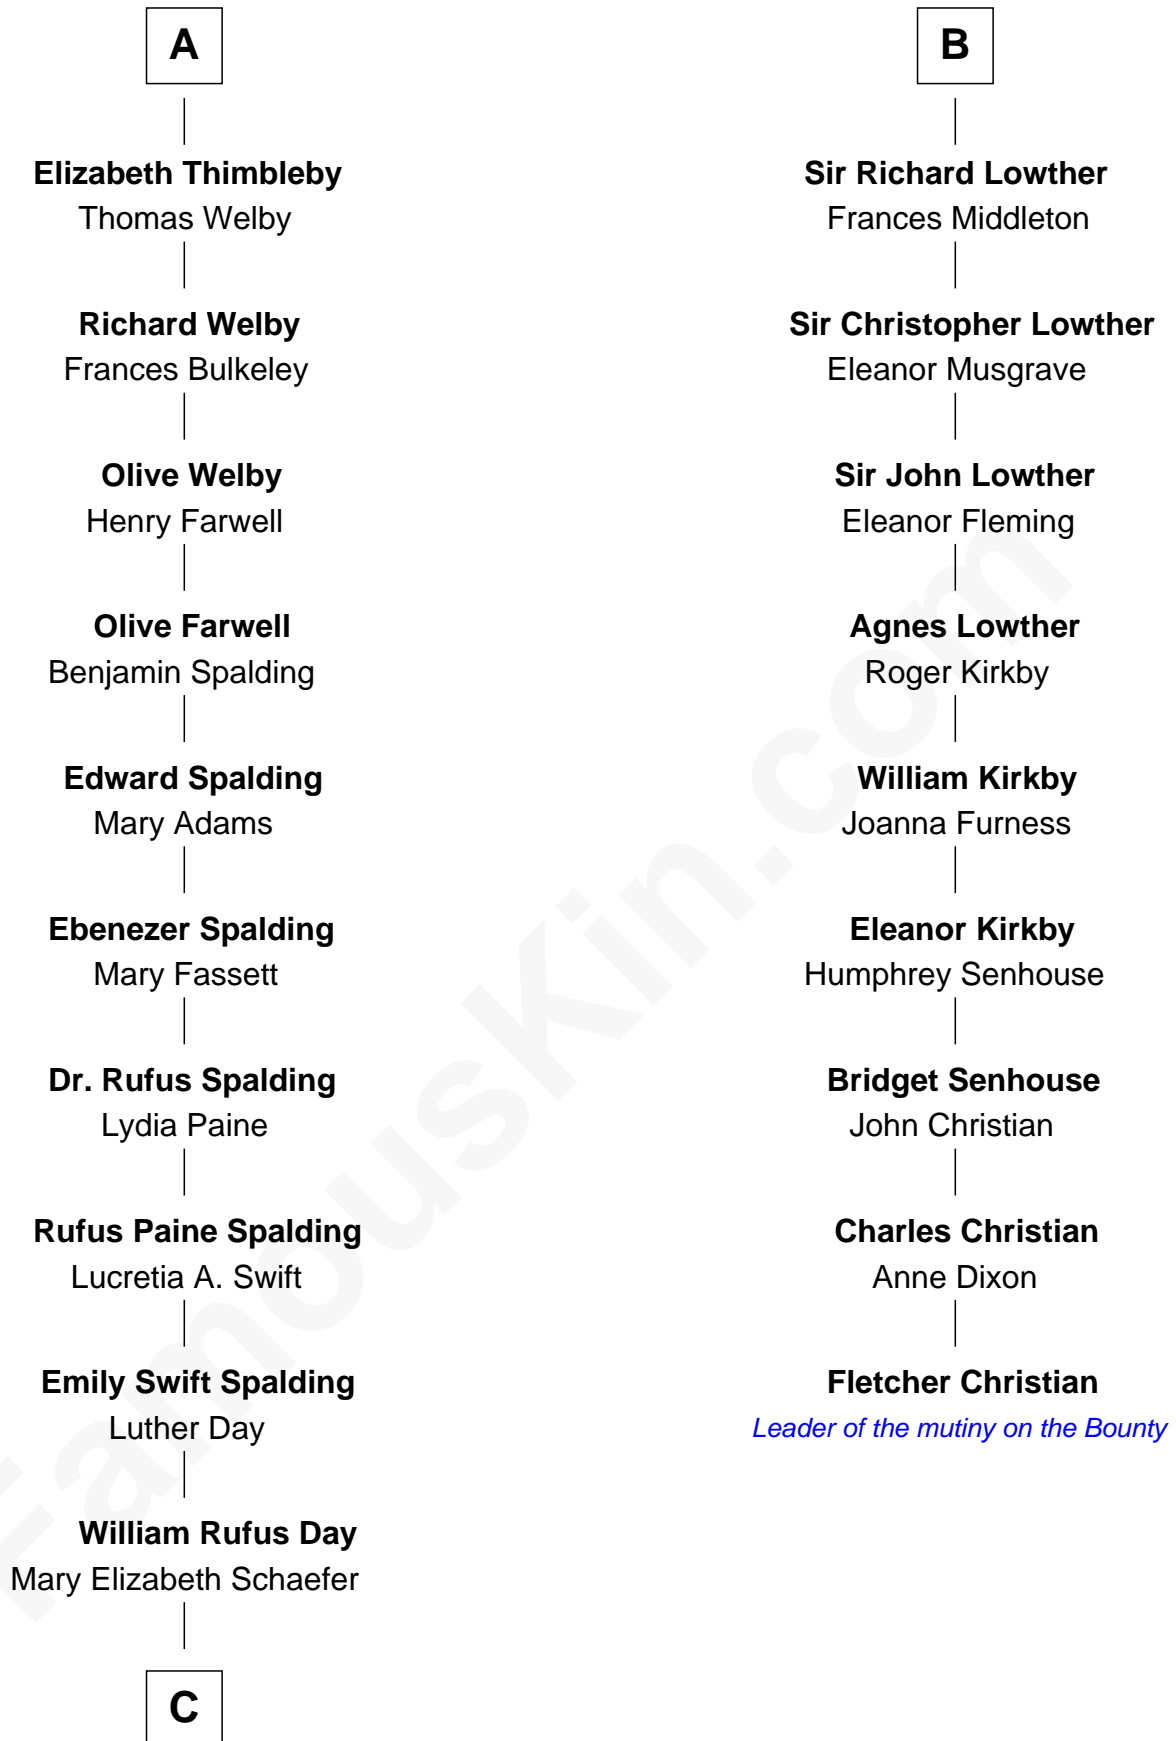 A
Elizabeth Thimbleby
Thomas Welby
Richard Welby
Frances Bulkeley
Olive Welby
Henry Farwell
Olive Farwell
Benjamin Spalding
Edward Spalding
Mary Adams
Ebenezer Spalding
Mary Fassett
Dr. Rufus Spalding
Lydia Paine
Rufus Paine Spalding
Lucretia A. Swift
Emily Swift Spalding
Luther Day
William Rufus Day
Mary Elizabeth Schaefer
C
B
Sir Richard Lowther
Frances Middleton
Sir Christopher Lowther
Eleanor Musgrave
Sir John Lowther
Eleanor Fleming
Agnes Lowther
Roger Kirkby
William Kirkby
Joanna Furness
Eleanor Kirkby
Humphrey Senhouse
Bridget Senhouse
John Christian
Charles Christian
Anne Dixon
Fletcher Christian
Leader of the mutiny on the Bounty
FamousKin.com